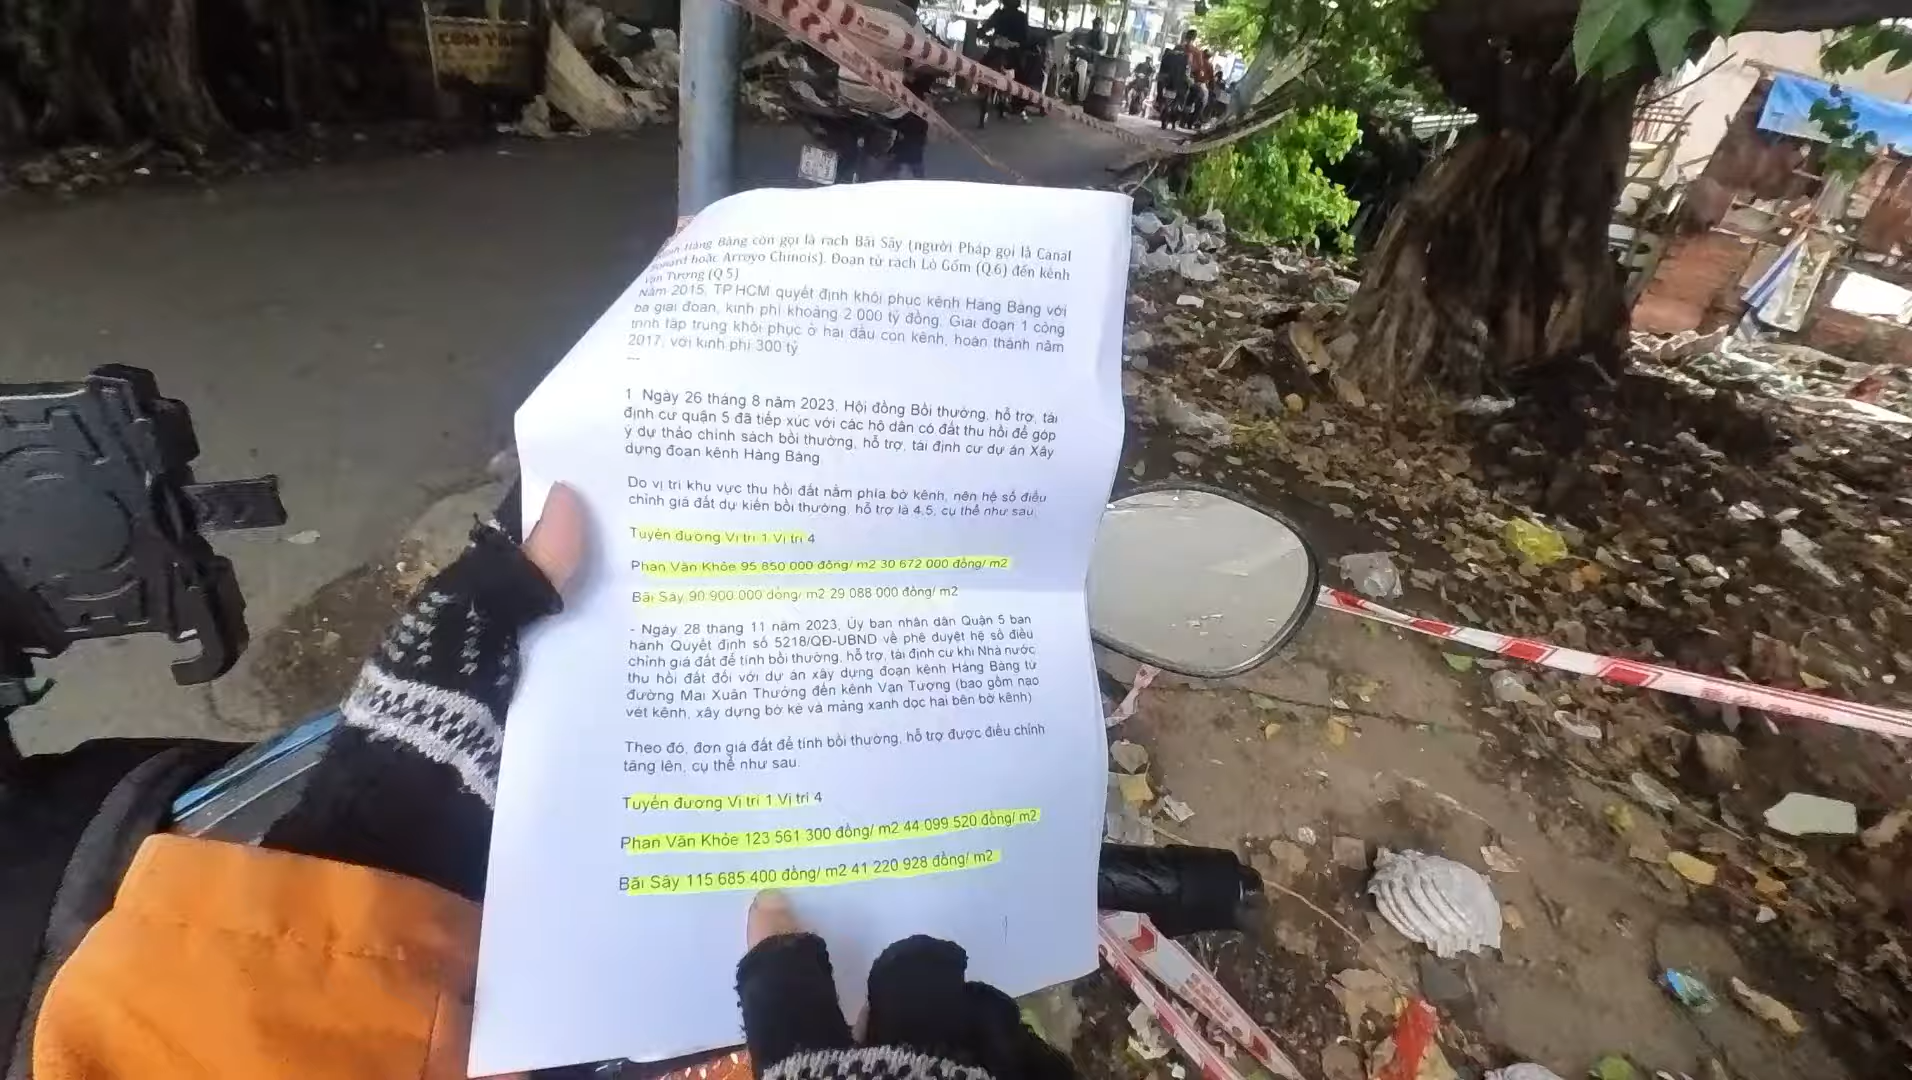 CƠM TẤM
Hàng Bàng còn gọi là rạch Bãi Sậy (người Pháp gọi là Canal
Bonard hoặc Arroyo Chinois). Đoạn từ rạch Lò Gốm (Q.6) đến kênh
Vạn Tượng (Q.5)
Năm 2015, TP HCM quyết định khôi phục kênh Hàng Bàng với
ba giai đoạn, kinh phí khoảng 2 000 tỷ đồng. Giai đoạn 1 công
trình tập trung khôi phục ở hai đầu con kênh, hoàn thành năm
2017, với kinh phí 300 tỷ
---
1 Ngày 26 tháng 8 năm 2023, Hội đồng Bồi thường, hỗ trợ, tái
định cư quận 5 đã tiếp xúc với các hộ dân có đất thu hồi để góp
ý dự thảo chính sách bồi thường, hỗ trợ, tái định cư dự án Xây
dựng đoạn kênh Hàng Bàng.
Do vị trí khu vực thu hồi đất nằm phía bờ kênh, nên hệ số điều
chỉnh giá đất dự kiến bồi thường, hỗ trợ là 4,5, cụ thể như sau:
Tuyến đường Vị trí 1 Vị trí 4
Phan Văn Khỏe 95 850 000 đồng/ m2 30 672 000 đồng/ m2
Bãi Sậy 90 900 000 đồng/ m2 29 088 000 đồng/ m2
- Ngày 28 tháng 11 năm 2023, Ủy ban nhân dân Quận 5 ban
hành Quyết định số 5218/QĐ-UBND về phê duyệt hệ số điều
chỉnh giá đất để tính bồi thường, hỗ trợ, tái định cư khi Nhà nước
thu hồi đất đối với dự án xây dựng đoạn kênh Hàng Bàng từ
đường Mai Xuân Thưởng đến kênh Vạn Tượng (bao gồm nạo
vét kênh, xây dựng bờ kè và mảng xanh dọc hai bên bờ kênh)
Theo đó, đơn giá đất để tính bồi thường, hỗ trợ được điều chỉnh
tăng lên, cụ thể như sau:
Tuyến đường Vị trí 1 Vị trí 4
Phan Văn Khỏe 123 561 300 đồng/ m2 44 099 520 đồng/ m2
Bãi Sậy 115 685 400 đồng/ m2 41 220 928 đồng/ m2